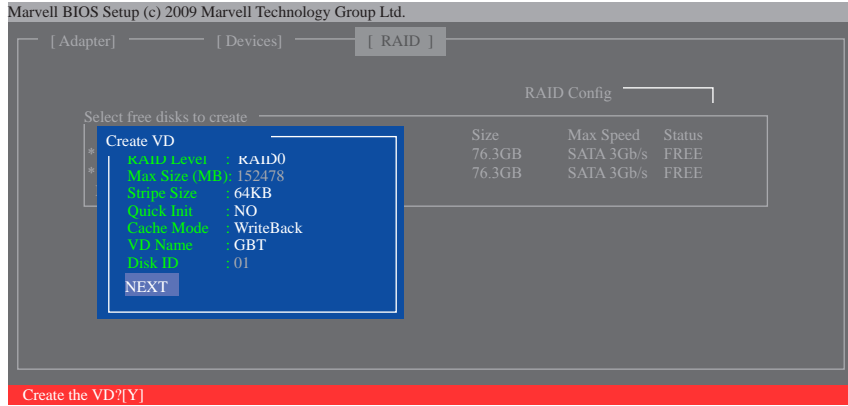 Marvell BIOS Setup (c) 2009 Marvell Technology Group Ltd.
[ Adapter] [ Devices] [ RAID ]
RAID Config
Select free disks to create
Size Max Speed Status
* 76.3GB SATA 3Gb/s FREE
* 76.3GB SATA 3Gb/s FREE
Create VD
RAID Level : RAID0
Max Size (MB): 152478
Stripe Size : 64KB
Quick Init : NO
Cache Mode : WriteBack
VD Name : GBT
Disk ID : 01
NEXT
Create the VD?[Y]